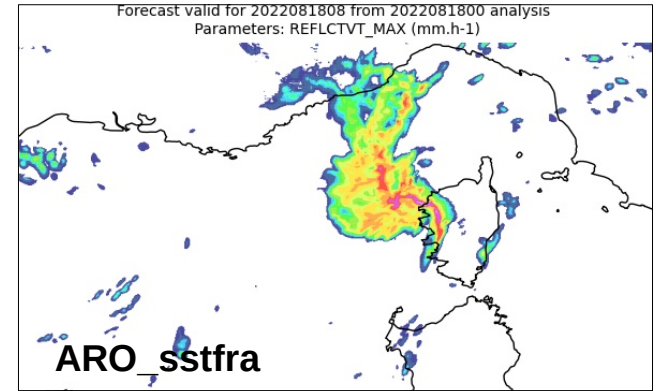 Forecast valid for 2022081808 from 2022081800 analysis
Parameters: REFLCTVT_MAX (mm.h-1)
ARO_sstfra